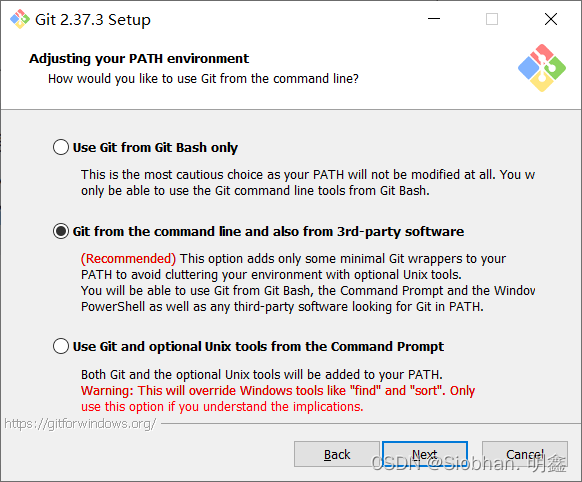 Git 2.37.3 Setup
Adjusting your PATH environment
How would you like to use Git from the command line?
Use Git from Git Bash only
This is the most cautious choice as your PATH will not be modified at all. You w
only be able to use the Git command line tools from Git Bash.
Git from the command line and also from 3rd-party software
(Recommended) This option adds only some minimal Git wrappers to your
PATH to avoid cluttering your environment with optional Unix tools.
You will be able to use Git from Git Bash, the Command Prompt and the Window
PowerShell as well as any third-party software looking for Git in PATH.
Use Git and optional Unix tools from the Command Prompt
Both Git and the optional Unix tools will be added to your PATH.
Warning: This will override Windows tools like "find" and "sort". Only
use this option if you understand the implications.
https://gitforwindows.org/
Back Next Cancel
CSDN @Siobhan. 明鑫